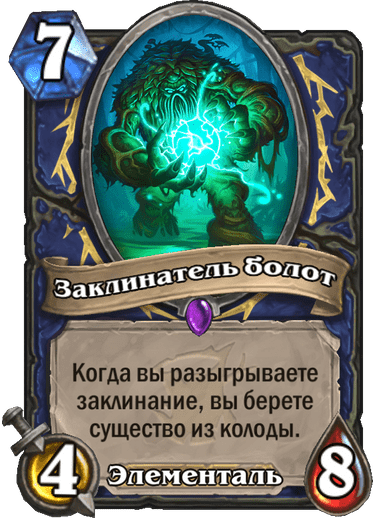 7
Заклинатель болот
Когда вы разыгрываете
заклинание, вы берете
существо из колоды.
4
Элементаль
8